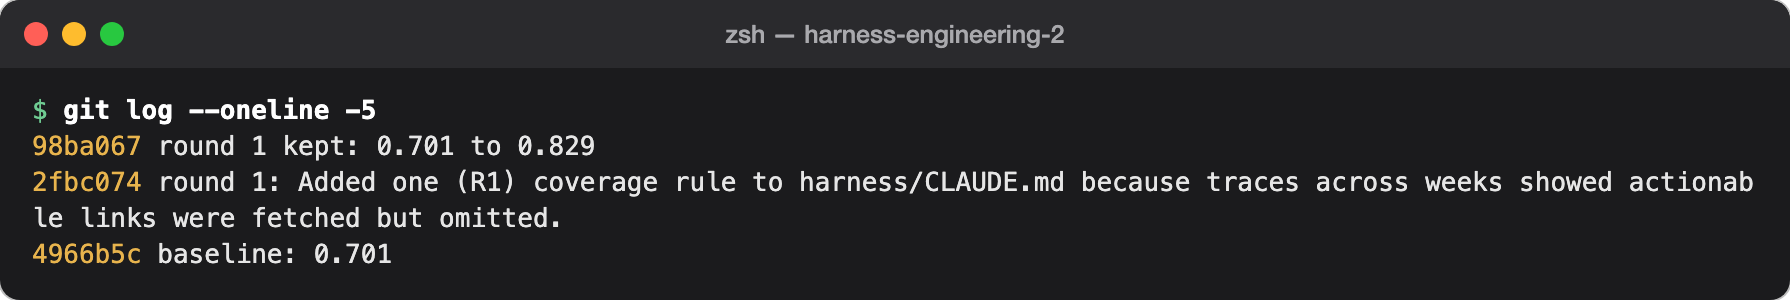 zsh — harness-engineering-2
$ git log --oneline -5
98ba067 round 1 kept: 0.701 to 0.829
2fbc074 round 1: Added one (R1) coverage rule to harness/CLAUDE.md because traces across weeks showed actionab
le links were fetched but omitted.
4966b5c baseline: 0.701